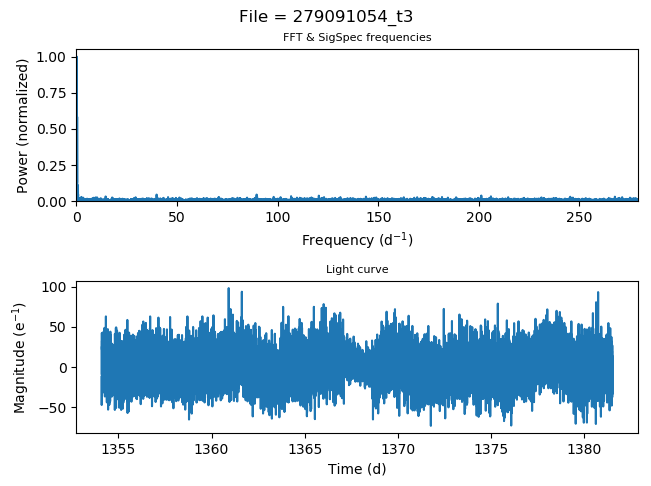 File = 279091054_t3
FFT & SigSpec frequencies
Power (normalized)
1.00
0.75
0.50
0.25
0.00
0 50 100 150 200 250
Frequency (d⁻¹)
Light curve
Magnitude (e⁻¹)
100
50
0
−50
1355 1360 1365 1370 1375 1380
Time (d)